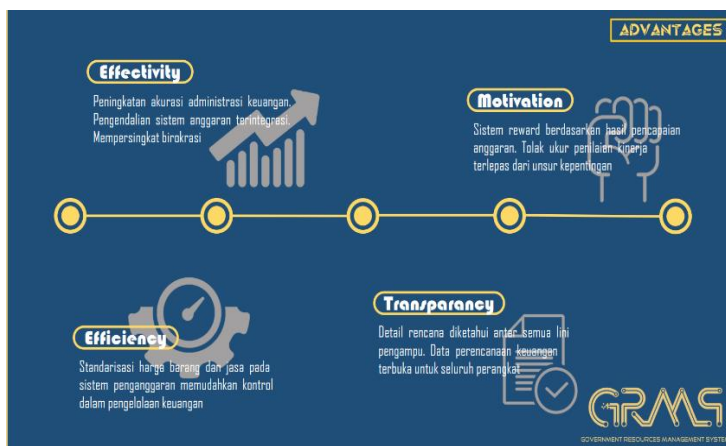 ADVANTAGES
Effectivity
Peningkatan akurasi administrasi keuangan.
Pengendalian sistem anggaran terintegrasi.
Mempersingkat birokrasi
Motivation
Sistem reward berdasarkan hasil pencapaian
anggaran. Tolak ukur penilaian kinerja
terlepas dari unsur kepentingan
Efficiency
Standarisasi harga barang dan jasa pada
sistem penganggaran memudahkan kontrol
dalam pengelolaan keuangan
Transparancy
Detail rencana diketahui antar semua lini
pengampu. Data perencanaan keuangan
terbuka untuk seluruh perangkat
GRMS
GOVERNMENT RESOURCES MANAGEMENT SYSTEM